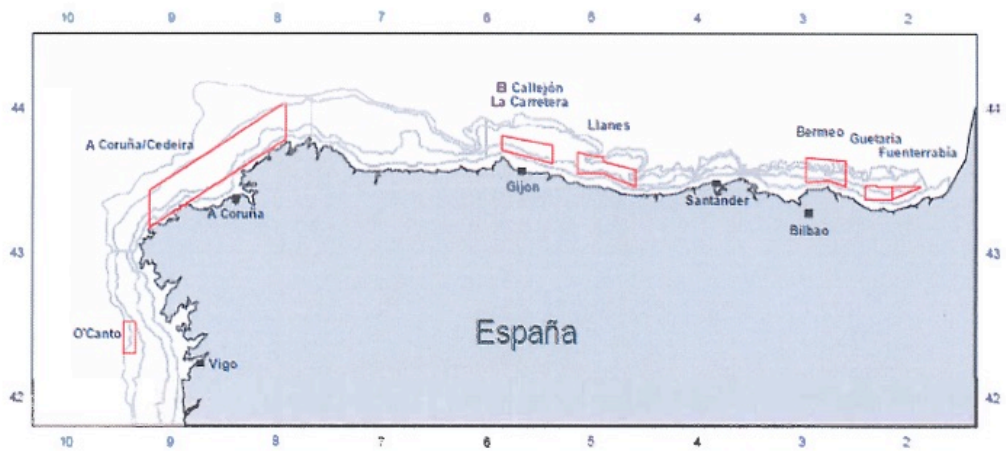 10 9 8 7 6 5 4 3 2
44 44
El Callejón
La Carretera
Llanes
A Coruña/Cedeira
Bermeo
Guetaria
Fuenterrabía
Gijon
A Coruña
Santander
Bilbao
43 43
O'Canto
España
Vigo
42 42
10 9 8 7 6 5 4 3 2